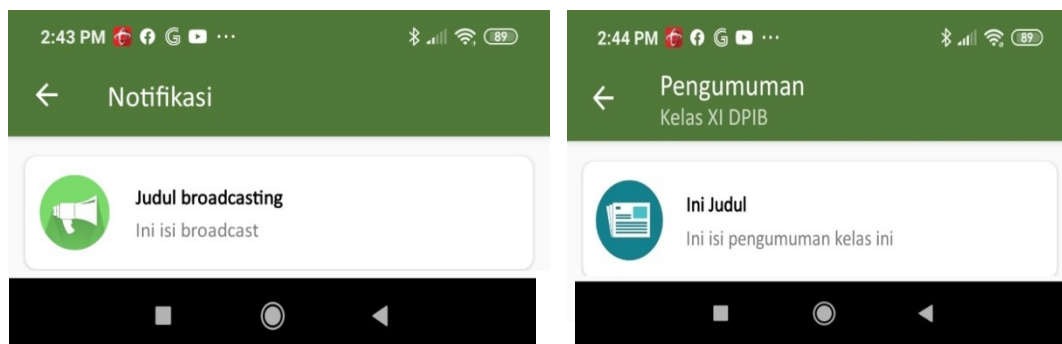 2:43 PM
89
Notifikasi
Judul broadcasting
Ini isi broadcast
2:44 PM
89
Pengumuman
Kelas XI DPIB
Ini Judul
Ini isi pengumuman kelas ini